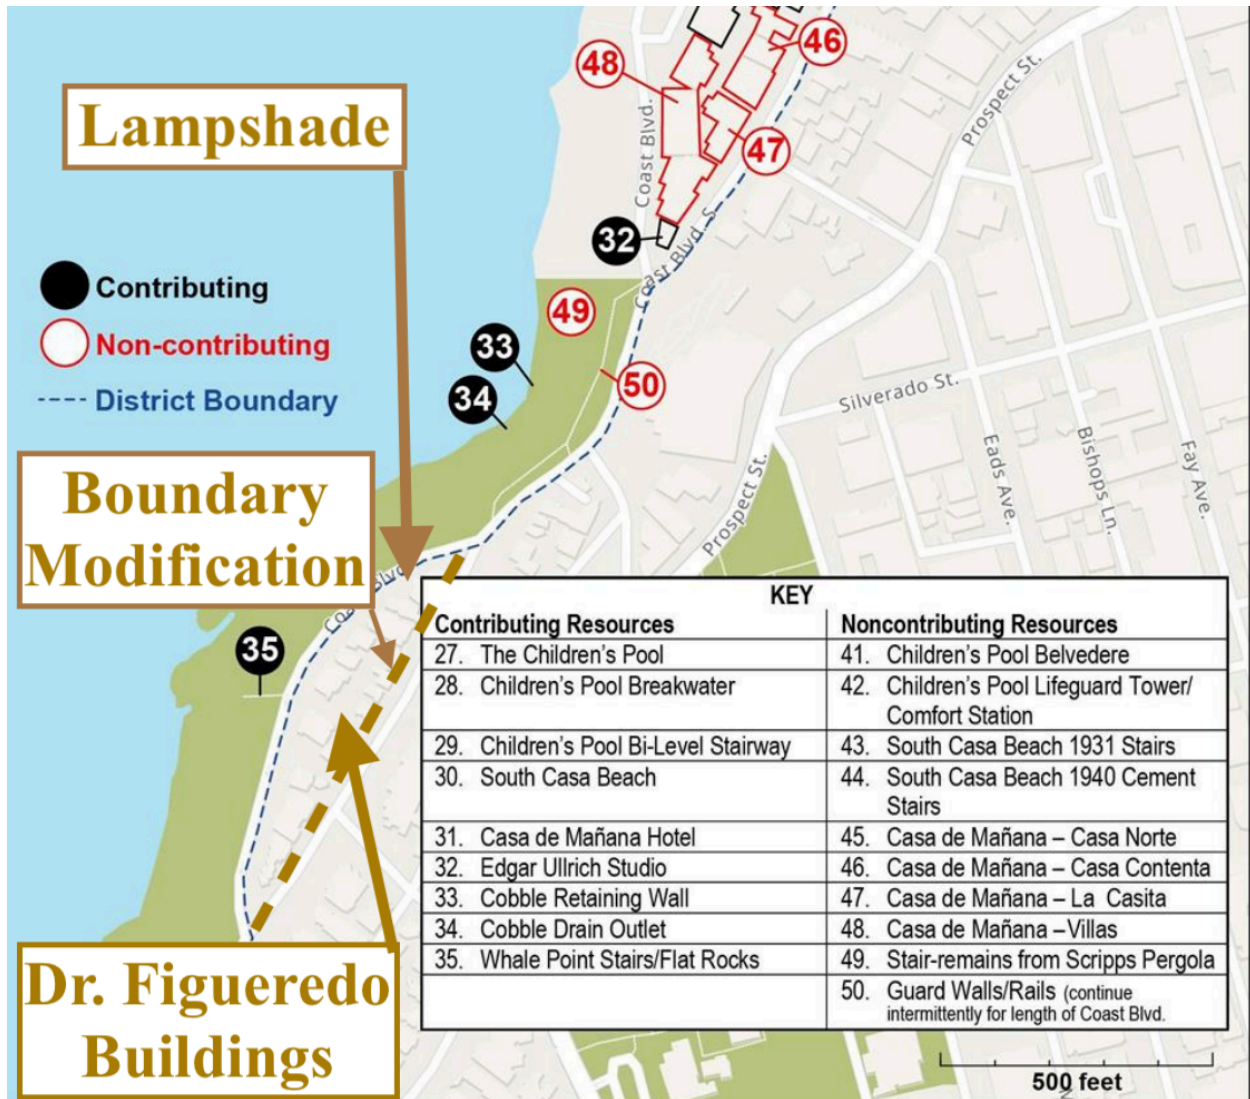 46
48
Prospect St.
Lampshade
Coast Blvd.
47
32
Coast Blvd. S
Contributing
49
Non-contributing
33
50
District Boundary
34
Silverado St.
Eads Ave.
Bishops Ln.
Fay Ave.
Prospect St.
Boundary
Modification
35
KEY
Contributing Resources
Noncontributing Resources
27. The Children's Pool
41. Children's Pool Belvedere
28. Children's Pool Breakwater
42. Children's Pool Lifeguard Tower/
Comfort Station
29. Children's Pool Bi-Level Stairway
43. South Casa Beach 1931 Stairs
30. South Casa Beach
44. South Casa Beach 1940 Cement
Stairs
31. Casa de Mañana Hotel
45. Casa de Mañana – Casa Norte
32. Edgar Ullrich Studio
46. Casa de Mañana – Casa Contenta
33. Cobble Retaining Wall
47. Casa de Mañana – La Casita
34. Cobble Drain Outlet
48. Casa de Mañana –Villas
35. Whale Point Stairs/Flat Rocks
49. Stair-remains from Scripps Pergola
50. Guard Walls/Rails (continue
intermittently for length of Coast Blvd.
Dr. Figueredo
Buildings
500 feet